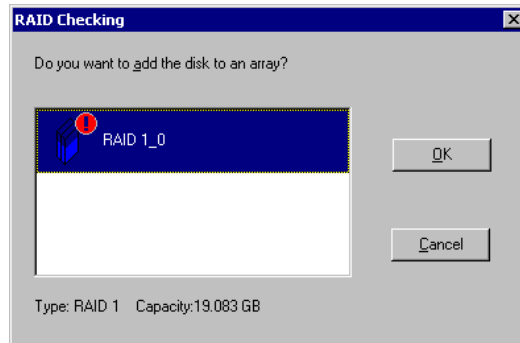 RAID Checking
Do you want to add the disk to an array?
RAID 1_0
OK
Cancel
Type: RAID 1 Capacity:19.083 GB